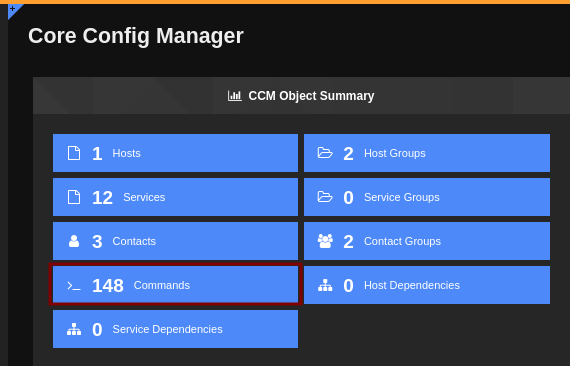 Core Config Manager
CCM Object Summary
1 Hosts
2 Host Groups
12 Services
0 Service Groups
3 Contacts
2 Contact Groups
148 Commands
0 Host Dependencies
0 Service Dependencies